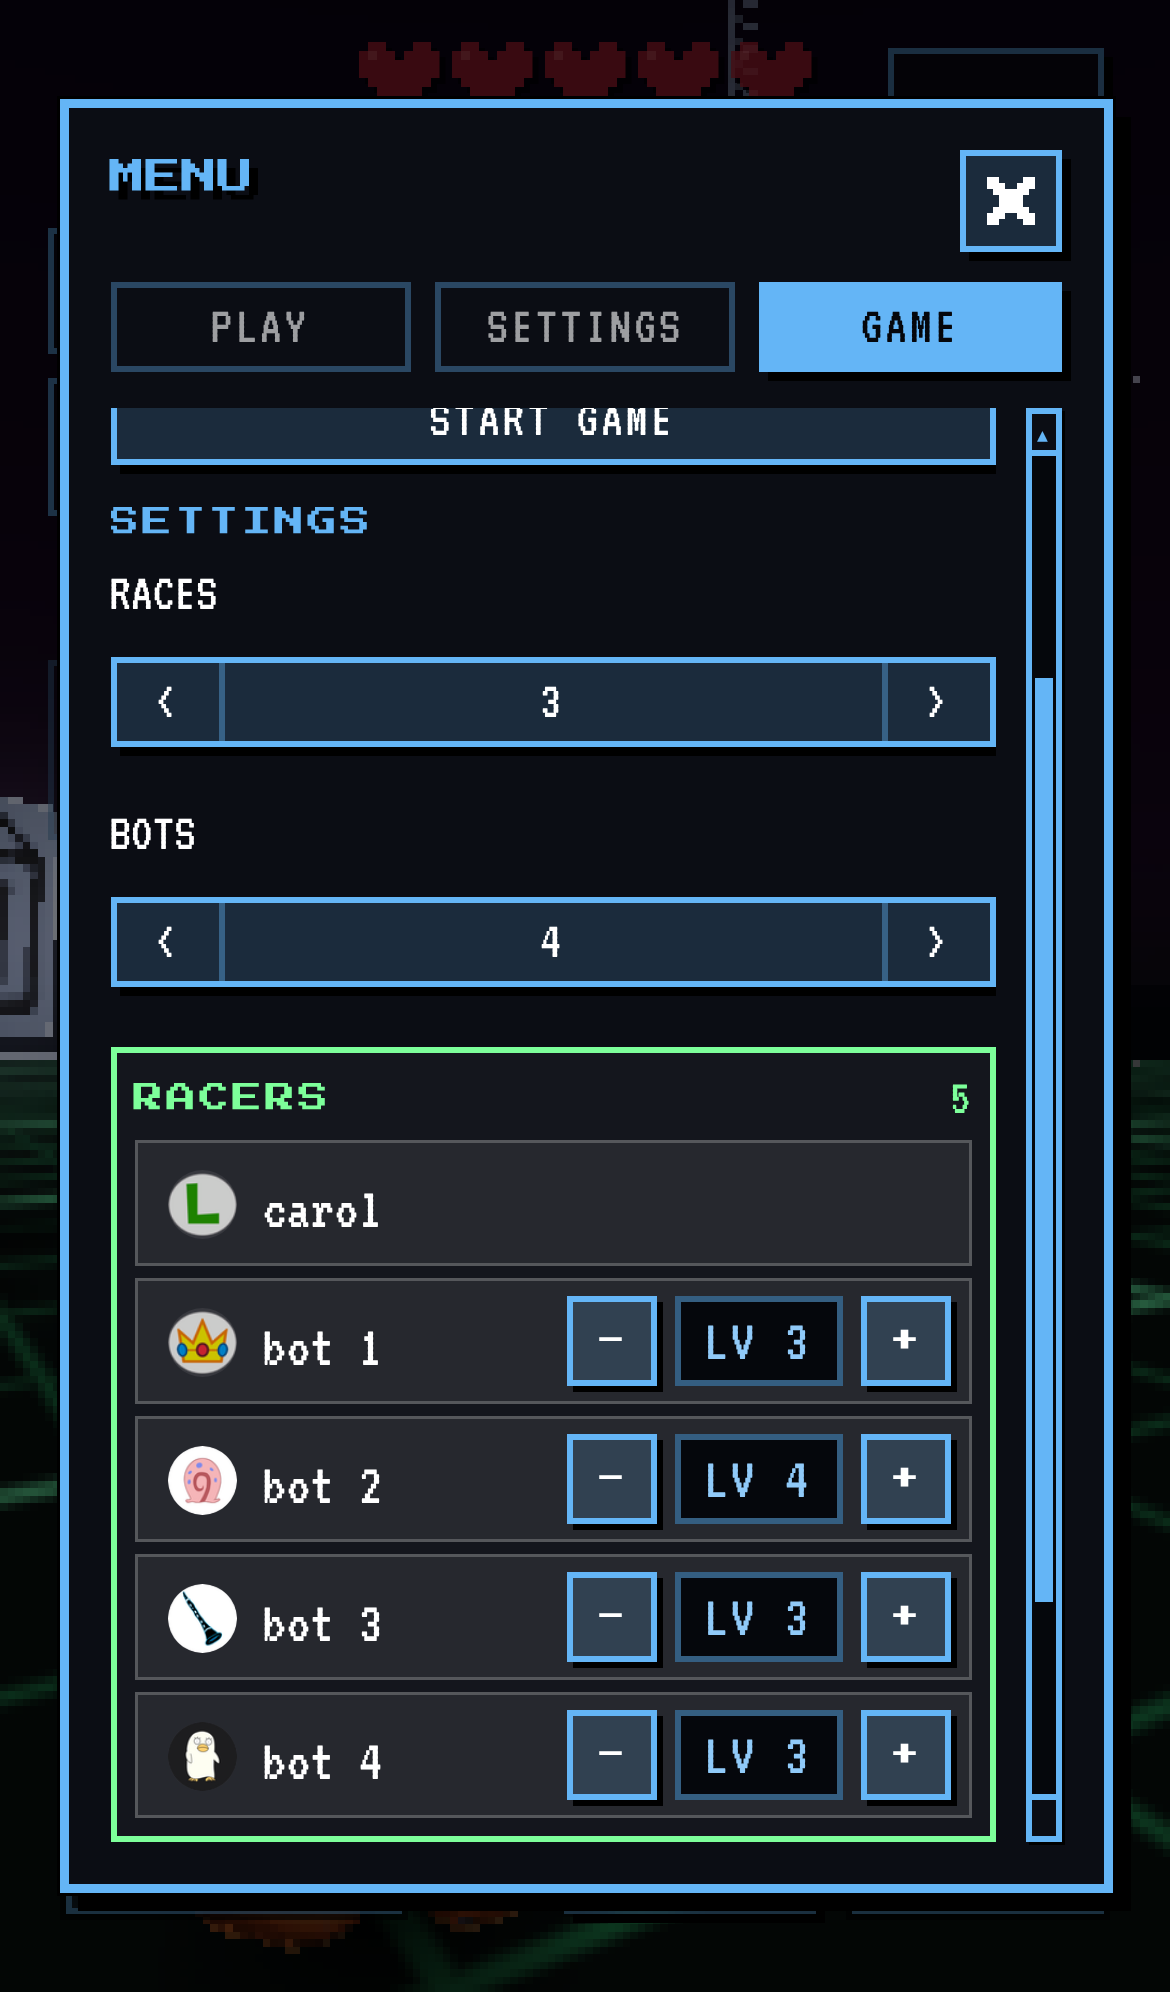 MENU
PLAY SETTINGS GAME
START GAME
SETTINGS
RACES
< 3 >
BOTS
< 4 >
RACERS 5
L carol
bot 1 - LV 3 +
bot 2 - LV 4 +
bot 3 - LV 3 +
bot 4 - LV 3 +